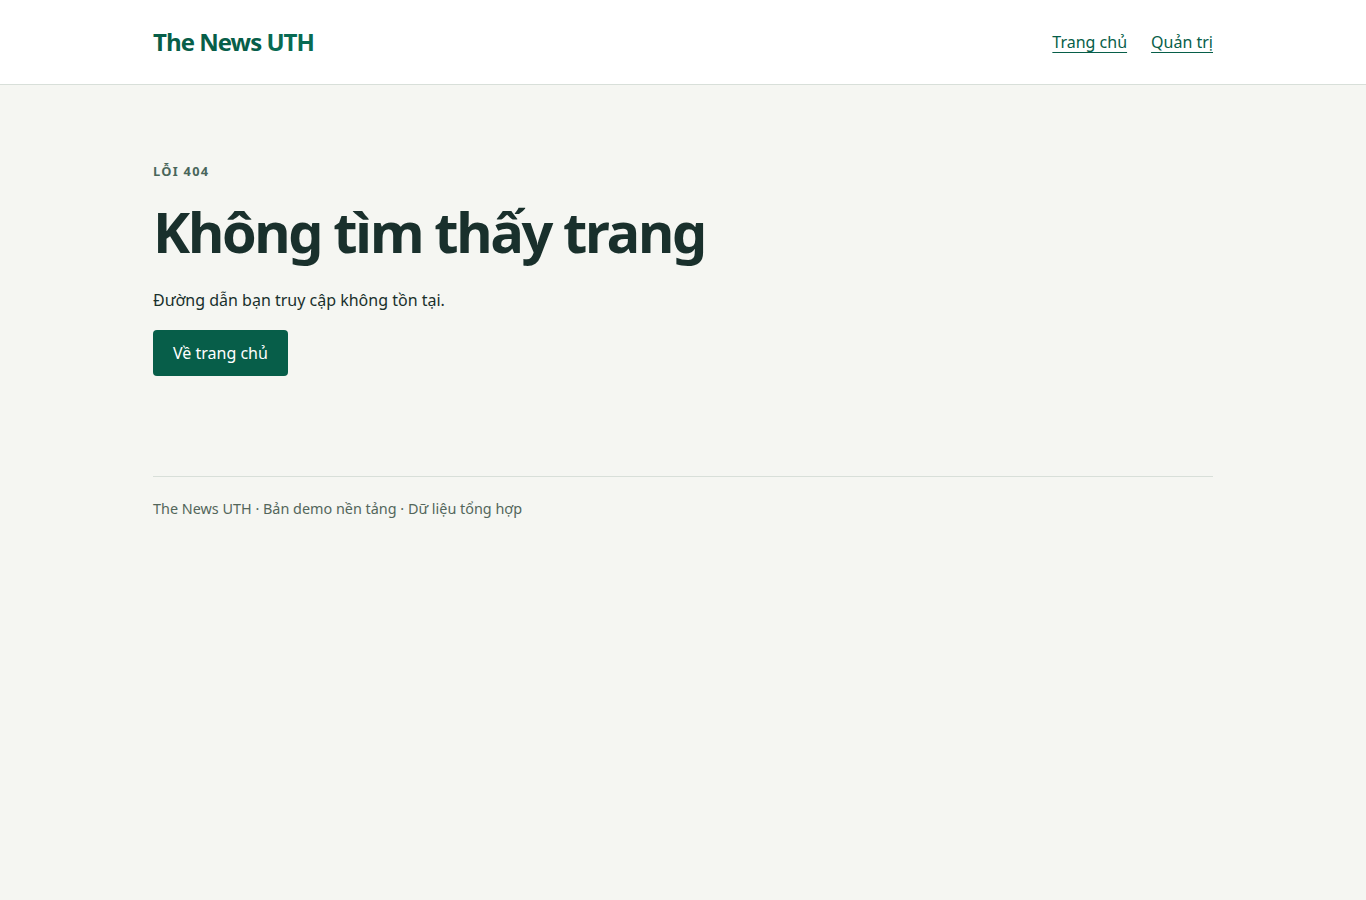 The News UTH
Trang chủ
Quản trị
LỖI 404
Không tìm thấy trang
Đường dẫn bạn truy cập không tồn tại.
Về trang chủ
The News UTH · Bản demo nền tảng · Dữ liệu tổng hợp